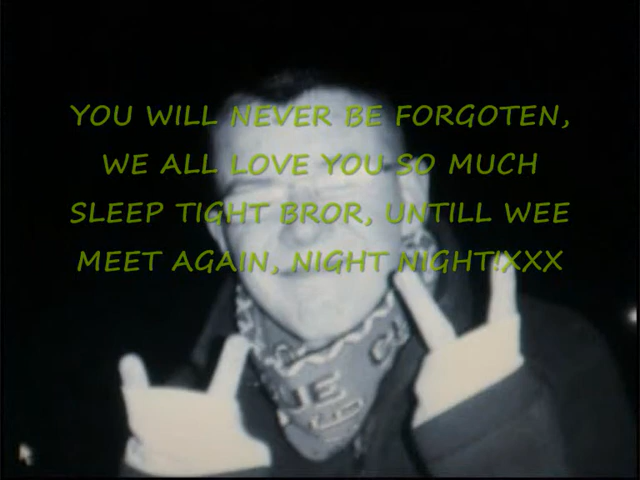 YOU WILL NEVER BE FORGOTEN,
WE ALL LOVE YOU SO MUCH
SLEEP TIGHT BROR, UNTILL WEE
MEET AGAIN, NIGHT NIGHT!XXX